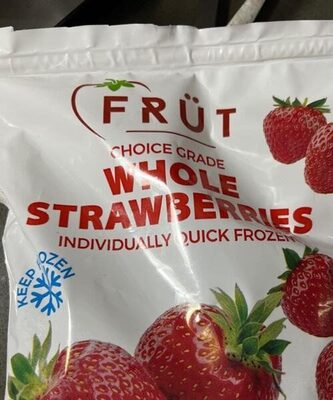 FRÜT
CHOICE GRADE
WHOLE
STRAWBERRIES
INDIVIDUALLY QUICK FROZEN
KEEP FROZEN